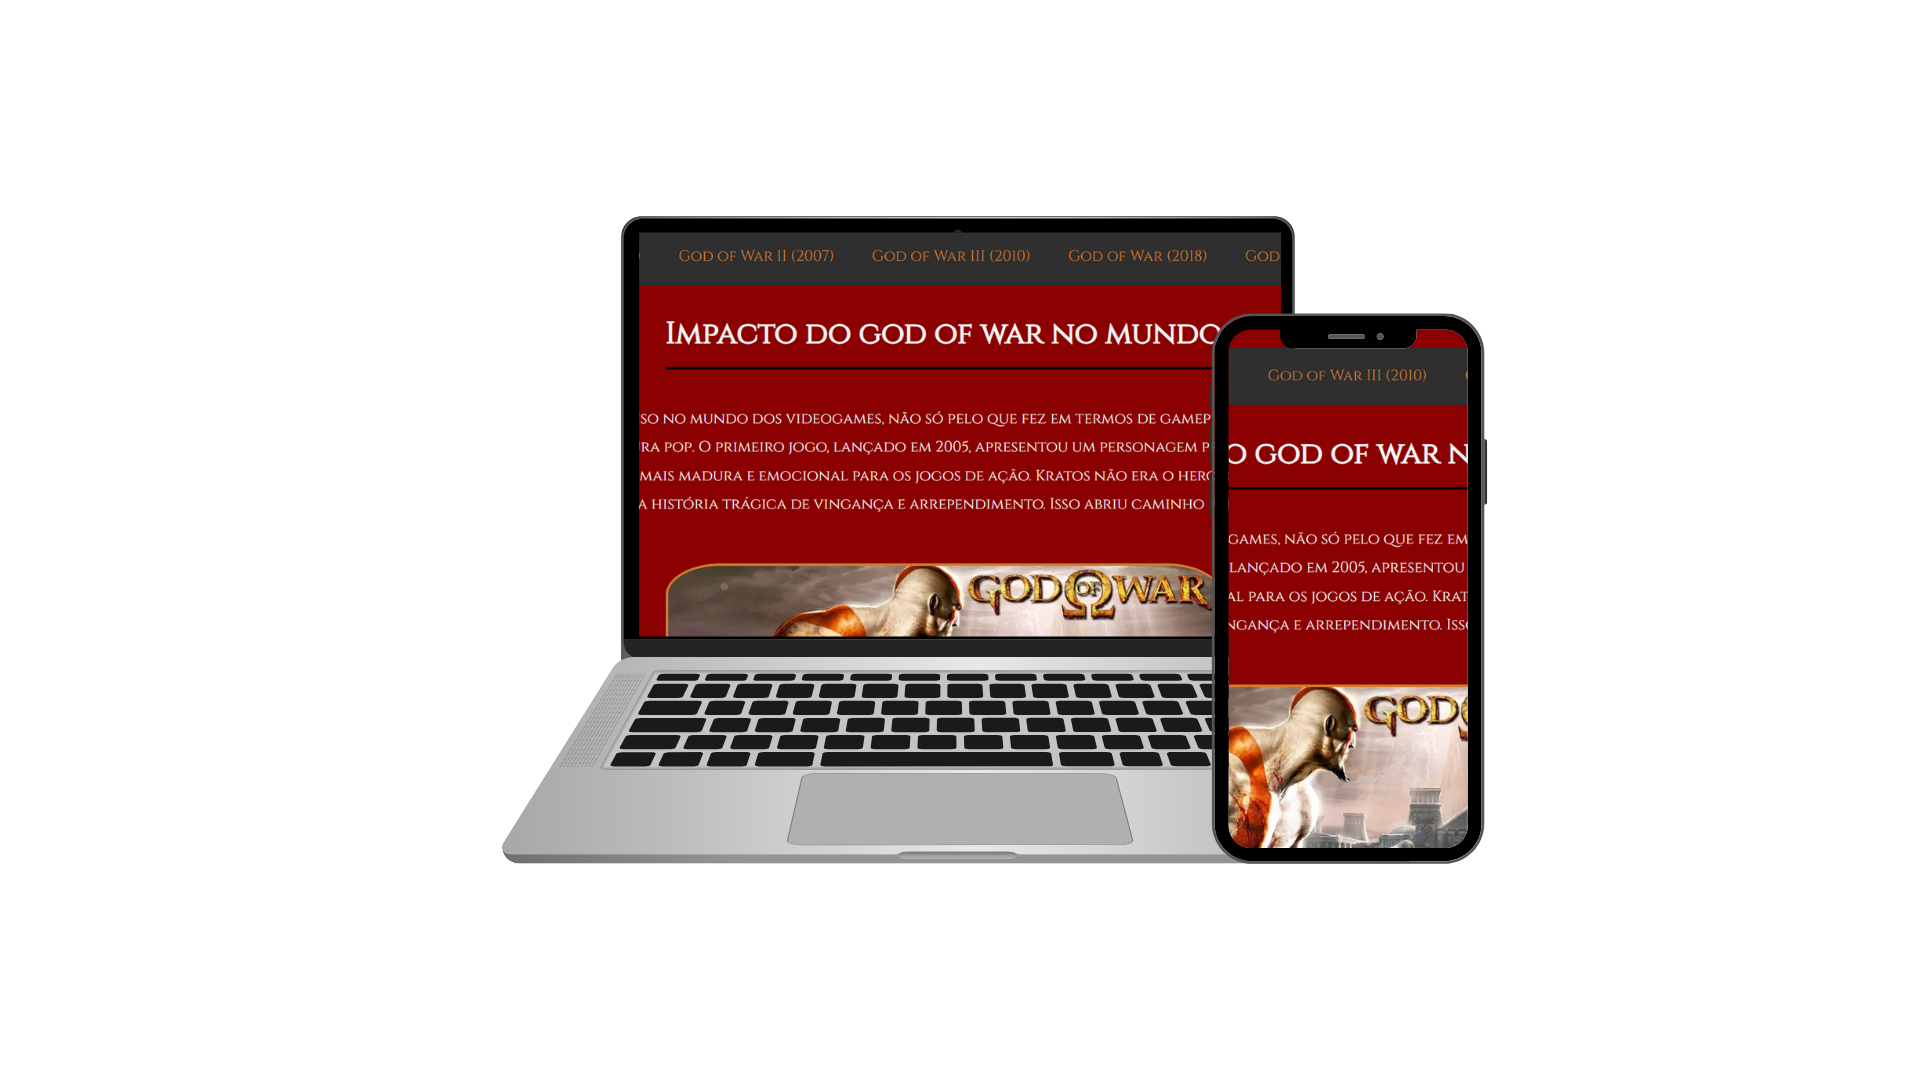 God of War II (2007) God of War III (2010) God of War (2018) God
Impacto do god of war no mundo
so no mundo dos videogames, não só pelo que fez em termos de gamep
ra pop. O primeiro jogo, lançado em 2005, apresentou um personagem p
mais madura e emocional para os jogos de ação. Kratos não era o hero
a história trágica de vingança e arrependimento. Isso abriu caminho
GOD OF WAR
God of War III (2010)
o god of war n
games, não só pelo que fez em
lançado em 2005, apresentou
al para os jogos de ação. Krat
ngança e arrependimento. Iss
GOD